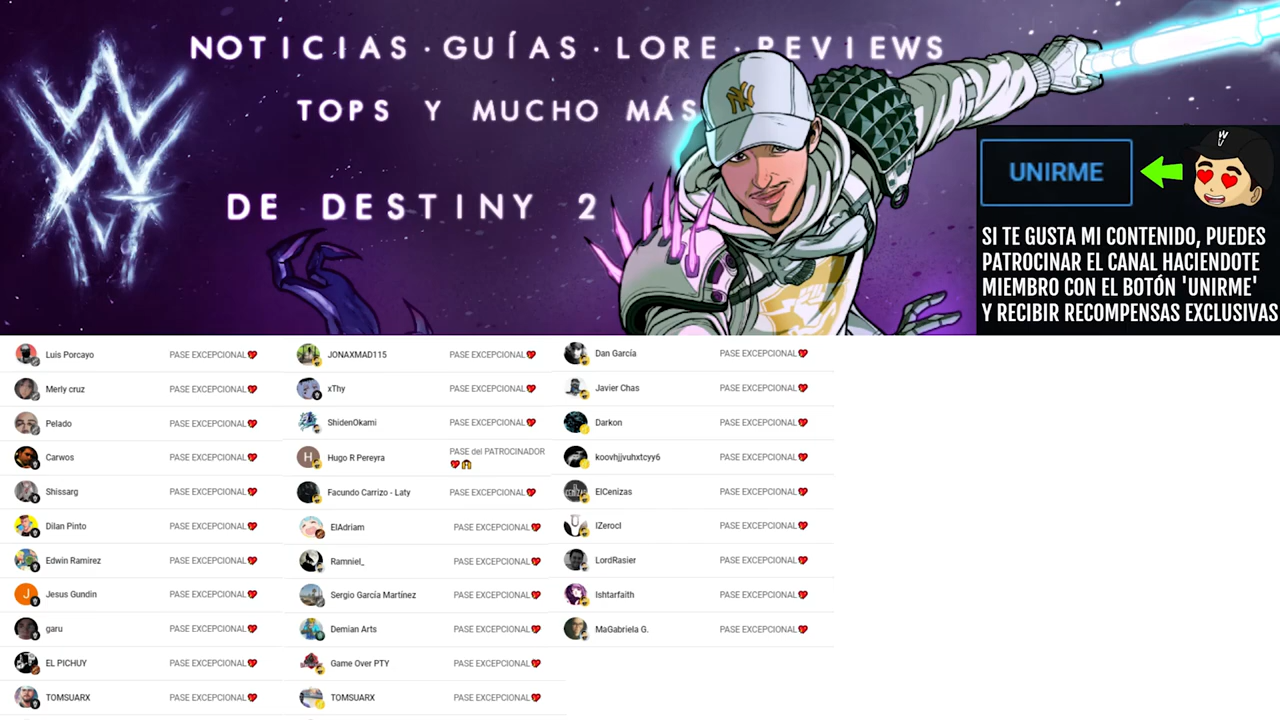 NOTICIAS · GUÍAS · LORE · REVIEWS
TOPS Y MUCHO MÁS
DE DESTINY 2
UNIRME
SI TE GUSTA MI CONTENIDO, PUEDES
PATROCINAR EL CANAL HACIENDOTE
MIEMBRO CON EL BOTÓN 'UNIRME'
Y RECIBIR RECOMPENSAS EXCLUSIVAS
Luis Porcayo PASE EXCEPCIONAL
Merly cruz PASE EXCEPCIONAL
Pelado PASE EXCEPCIONAL
Carwos PASE EXCEPCIONAL
Shissarg PASE EXCEPCIONAL
Dilan Pinto PASE EXCEPCIONAL
Edwin Ramirez PASE EXCEPCIONAL
J
Jesus Gundin PASE EXCEPCIONAL
garu PASE EXCEPCIONAL
EL PICHUY PASE EXCEPCIONAL
TOMSUARX PASE EXCEPCIONAL
JONAXMAD115 PASE EXCEPCIONAL
xThy PASE EXCEPCIONAL
ShidenOkami PASE EXCEPCIONAL
H
Hugo R Pereyra PASE del PATROCINADOR
Facundo Carrizo - Laty PASE EXCEPCIONAL
ElAdriam PASE EXCEPCIONAL
Ramniel_ PASE EXCEPCIONAL
Sergio García Martínez PASE EXCEPCIONAL
Demian Arts PASE EXCEPCIONAL
Game Over PTY PASE EXCEPCIONAL
TOMSUARX PASE EXCEPCIONAL
Dan García PASE EXCEPCIONAL
Javier Chas PASE EXCEPCIONAL
Darkon PASE EXCEPCIONAL
koovhjjvuhxtcyy6 PASE EXCEPCIONAL
ElCenizas PASE EXCEPCIONAL
lZerocl PASE EXCEPCIONAL
LordRasier PASE EXCEPCIONAL
Ishtarfaith PASE EXCEPCIONAL
MaGabriela G. PASE EXCEPCIONAL